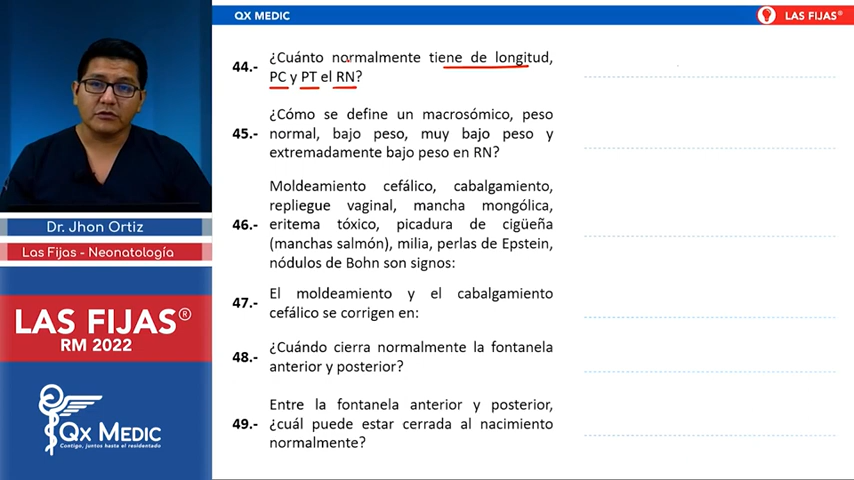 QX MEDIC
LAS FIJAS®
44.- ¿Cuánto normalmente tiene de longitud,
PC y PT el RN?
45.- ¿Cómo se define un macrosómico, peso
normal, bajo peso, muy bajo peso y
extremadamente bajo peso en RN?
46.- Moldeamiento cefálico, cabalgamiento,
repliegue vaginal, mancha mongólica,
eritema tóxico, picadura de cigüeña
(manchas salmón), milia, perlas de Epstein,
nódulos de Bohn son signos:
47.- El moldeamiento y el cabalgamiento
cefálico se corrigen en:
48.- ¿Cuándo cierra normalmente la fontanela
anterior y posterior?
49.- Entre la fontanela anterior y posterior,
¿cuál puede estar cerrada al nacimiento
normalmente?
Dr. Jhon Ortiz
Las Fijas - Neonatología
LAS FIJAS®
RM 2022
QX MEDIC
Contigo, juntos hasta el residentado